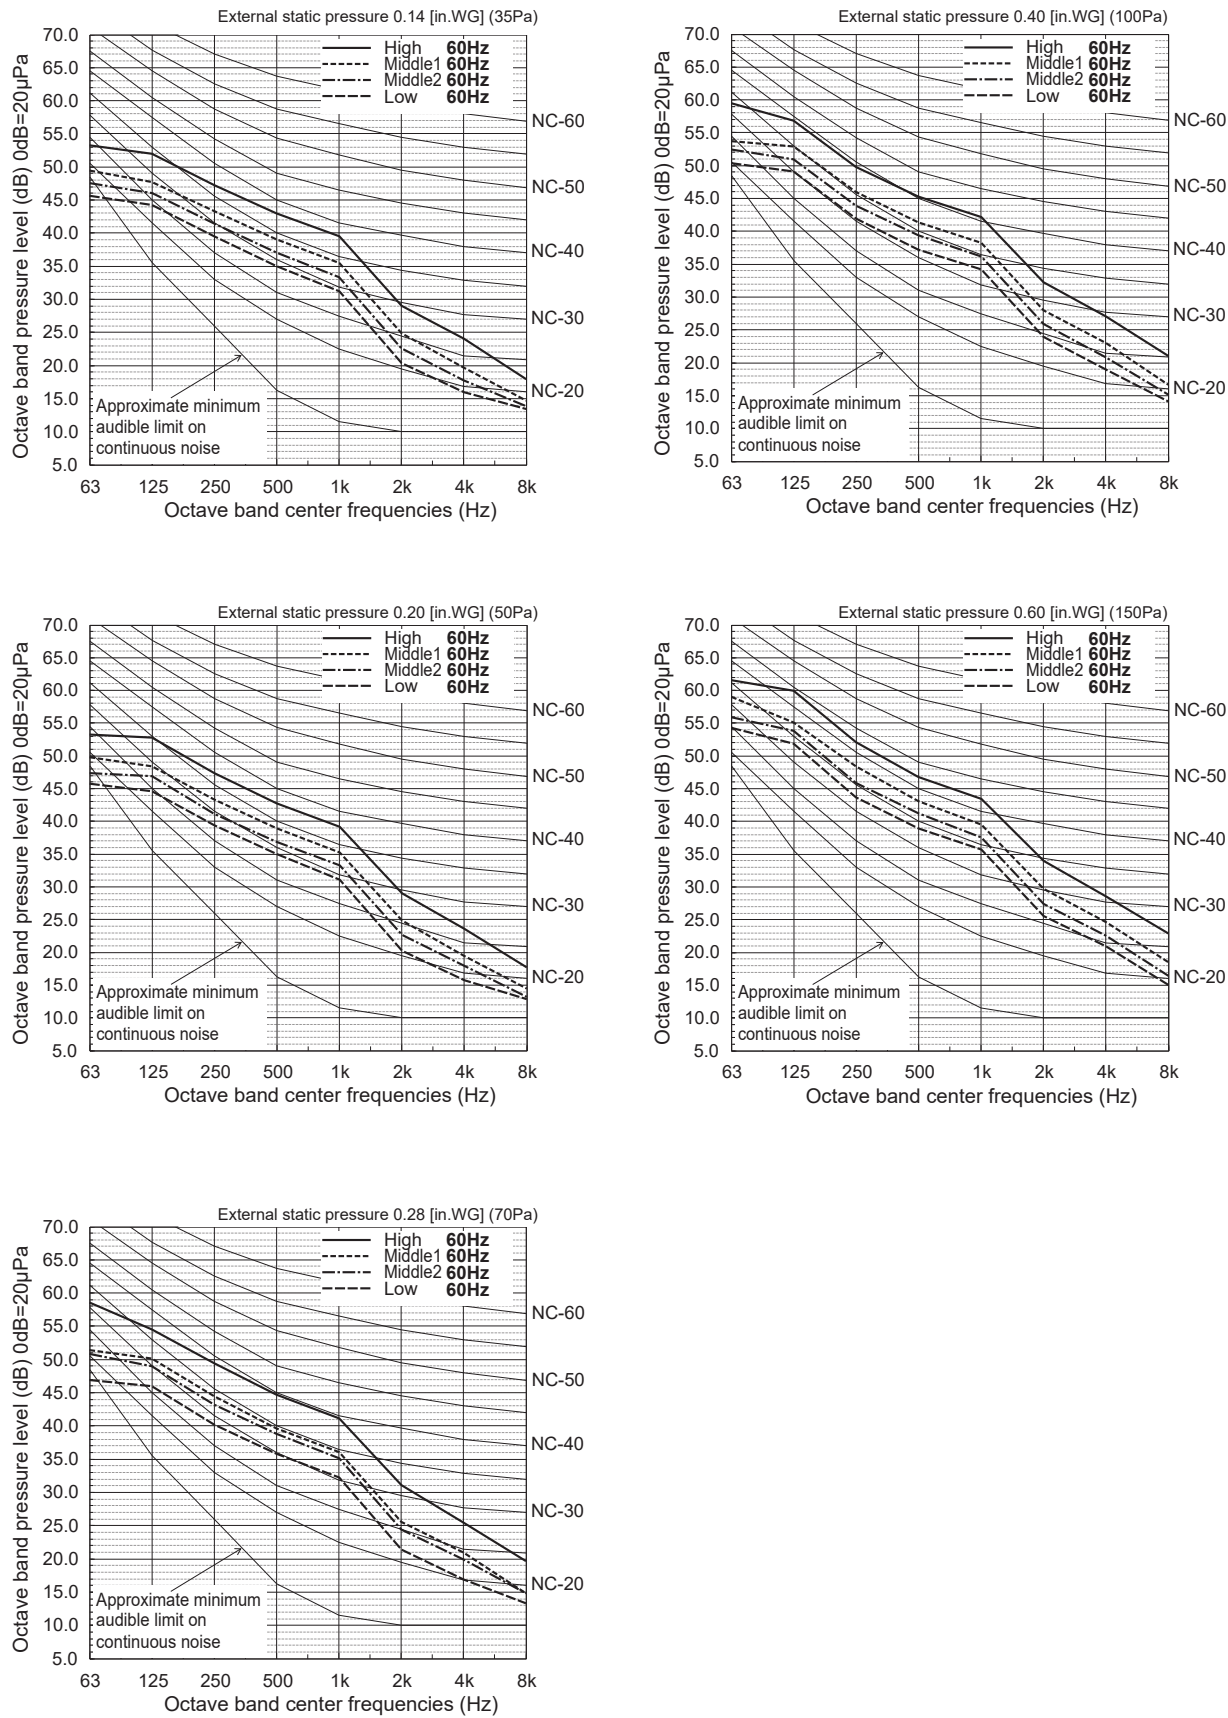 External static pressure 0.14 [in.WG] (35Pa)
High 60Hz
Middle1 60Hz
Middle2 60Hz
Low 60Hz
Octave band pressure level (dB) 0dB=20µPa
70.0
65.0
60.0
55.0
50.0
45.0
40.0
35.0
30.0
25.0
20.0
15.0
10.0
5.0
NC-60
NC-50
NC-40
NC-30
NC-20
Approximate minimum
audible limit on
continuous noise
63 125 250 500 1k 2k 4k 8k
Octave band center frequencies (Hz)
External static pressure 0.40 [in.WG] (100Pa)
High 60Hz
Middle1 60Hz
Middle2 60Hz
Low 60Hz
Octave band pressure level (dB) 0dB=20µPa
70.0
65.0
60.0
55.0
50.0
45.0
40.0
35.0
30.0
25.0
20.0
15.0
10.0
5.0
NC-60
NC-50
NC-40
NC-30
NC-20
Approximate minimum
audible limit on
continuous noise
63 125 250 500 1k 2k 4k 8k
Octave band center frequencies (Hz)
External static pressure 0.20 [in.WG] (50Pa)
High 60Hz
Middle1 60Hz
Middle2 60Hz
Low 60Hz
Octave band pressure level (dB) 0dB=20µPa
70.0
65.0
60.0
55.0
50.0
45.0
40.0
35.0
30.0
25.0
20.0
15.0
10.0
5.0
NC-60
NC-50
NC-40
NC-30
NC-20
Approximate minimum
audible limit on
continuous noise
63 125 250 500 1k 2k 4k 8k
Octave band center frequencies (Hz)
External static pressure 0.60 [in.WG] (150Pa)
High 60Hz
Middle1 60Hz
Middle2 60Hz
Low 60Hz
Octave band pressure level (dB) 0dB=20µPa
70.0
65.0
60.0
55.0
50.0
45.0
40.0
35.0
30.0
25.0
20.0
15.0
10.0
5.0
NC-60
NC-50
NC-40
NC-30
NC-20
Approximate minimum
audible limit on
continuous noise
63 125 250 500 1k 2k 4k 8k
Octave band center frequencies (Hz)
External static pressure 0.28 [in.WG] (70Pa)
High 60Hz
Middle1 60Hz
Middle2 60Hz
Low 60Hz
Octave band pressure level (dB) 0dB=20µPa
70.0
65.0
60.0
55.0
50.0
45.0
40.0
35.0
30.0
25.0
20.0
15.0
10.0
5.0
NC-60
NC-50
NC-40
NC-30
NC-20
Approximate minimum
audible limit on
continuous noise
63 125 250 500 1k 2k 4k 8k
Octave band center frequencies (Hz)